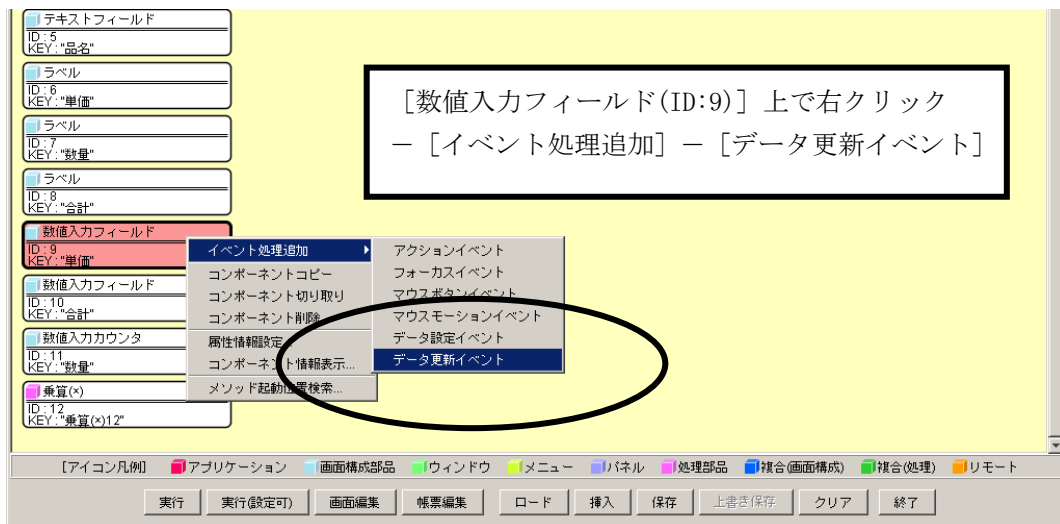 テキストフィールド
ID:5
KEY:"品名"
ラベル
ID:6
KEY:"単価"
ラベル
ID:7
KEY:"数量"
ラベル
ID:8
KEY:"合計"
数値入力フィールド
ID:9
KEY:"単価"
数値入力フィールド
ID:10
KEY:"合計"
数値入力カウンタ
ID:11
KEY:"数量"
乗算(×)
ID:12
KEY:"乗算(×)12"
[数値入力フィールド(ID:9)] 上で右クリック
－[イベント処理追加]－[データ更新イベント]
イベント処理追加
コンポーネントコピー
コンポーネント切り取り
コンポーネント削除
属性情報設定...
コンポーネント情報表示...
メソッド起動位置検索...
アクションイベント
フォーカスイベント
マウスボタンイベント
マウスモーションイベント
データ設定イベント
データ更新イベント
[アイコン凡例] アプリケーション 画面構成部品 ウィンドウ メニュー パネル 処理部品 複合(画面構成) 複合(処理) リモート
実行 実行(設定可) 画面編集 帳票編集 ロード 挿入 保存 上書き保存 クリア 終了